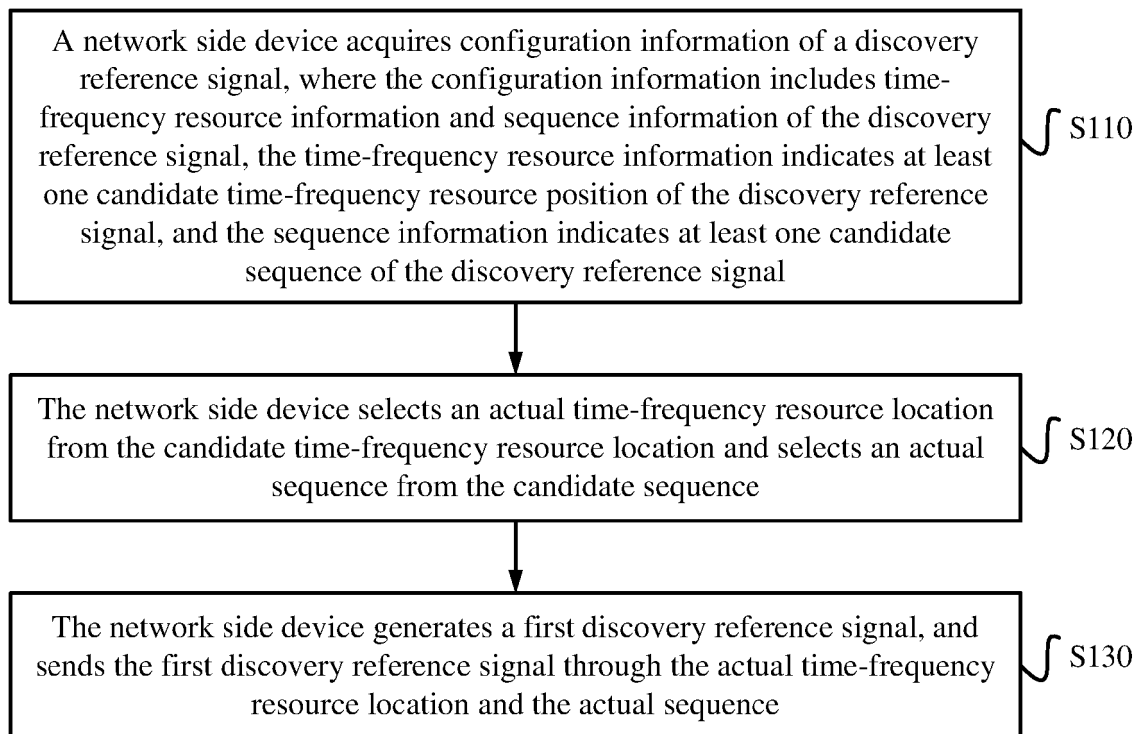 A network side device acquires configuration information of a discovery
reference signal, where the configuration information includes time-
frequency resource information and sequence information of the discovery
reference signal, the time-frequency resource information indicates at least
one candidate time-frequency resource position of the discovery reference
signal, and the sequence information indicates at least one candidate
sequence of the discovery reference signal
S110
The network side device selects an actual time-frequency resource location
from the candidate time-frequency resource location and selects an actual
sequence from the candidate sequence
S120
The network side device generates a first discovery reference signal, and
sends the first discovery reference signal through the actual time-frequency
resource location and the actual sequence
S130